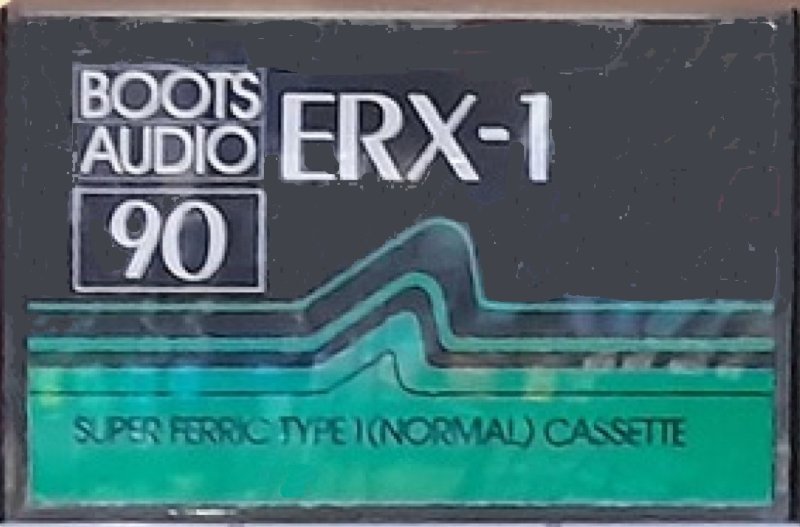 BOOTS
AUDIO
ERX-1
90
SUPER FERRIC TYPE I (NORMAL) CASSETTE